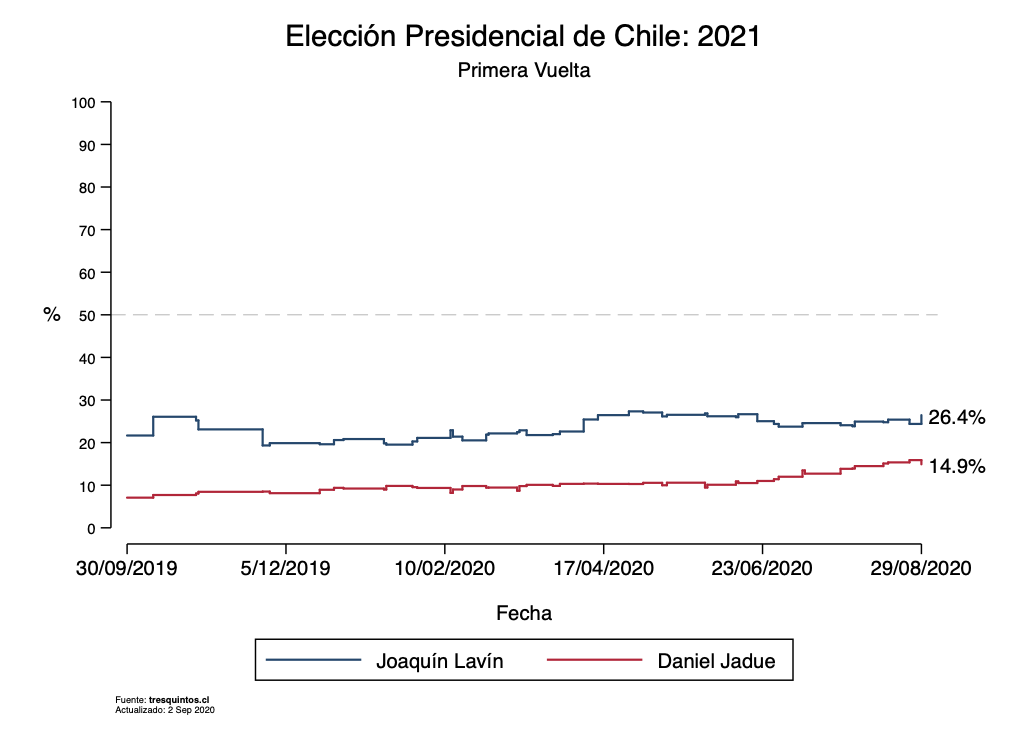 Elección Presidencial de Chile: 2021
Primera Vuelta
100
90
80
70
60
% 50
40
30
20
10
0
26.4%
14.9%
30/09/2019 5/12/2019 10/02/2020 17/04/2020 23/06/2020 29/08/2020
Fecha
Joaquín Lavín Daniel Jadue
Fuente: tresquintos.cl
Actualizado: 2 Sep 2020